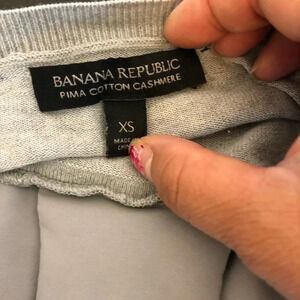 BANANA REPUBLIC
PIMA COTTON CASHMERE
XS
MADE